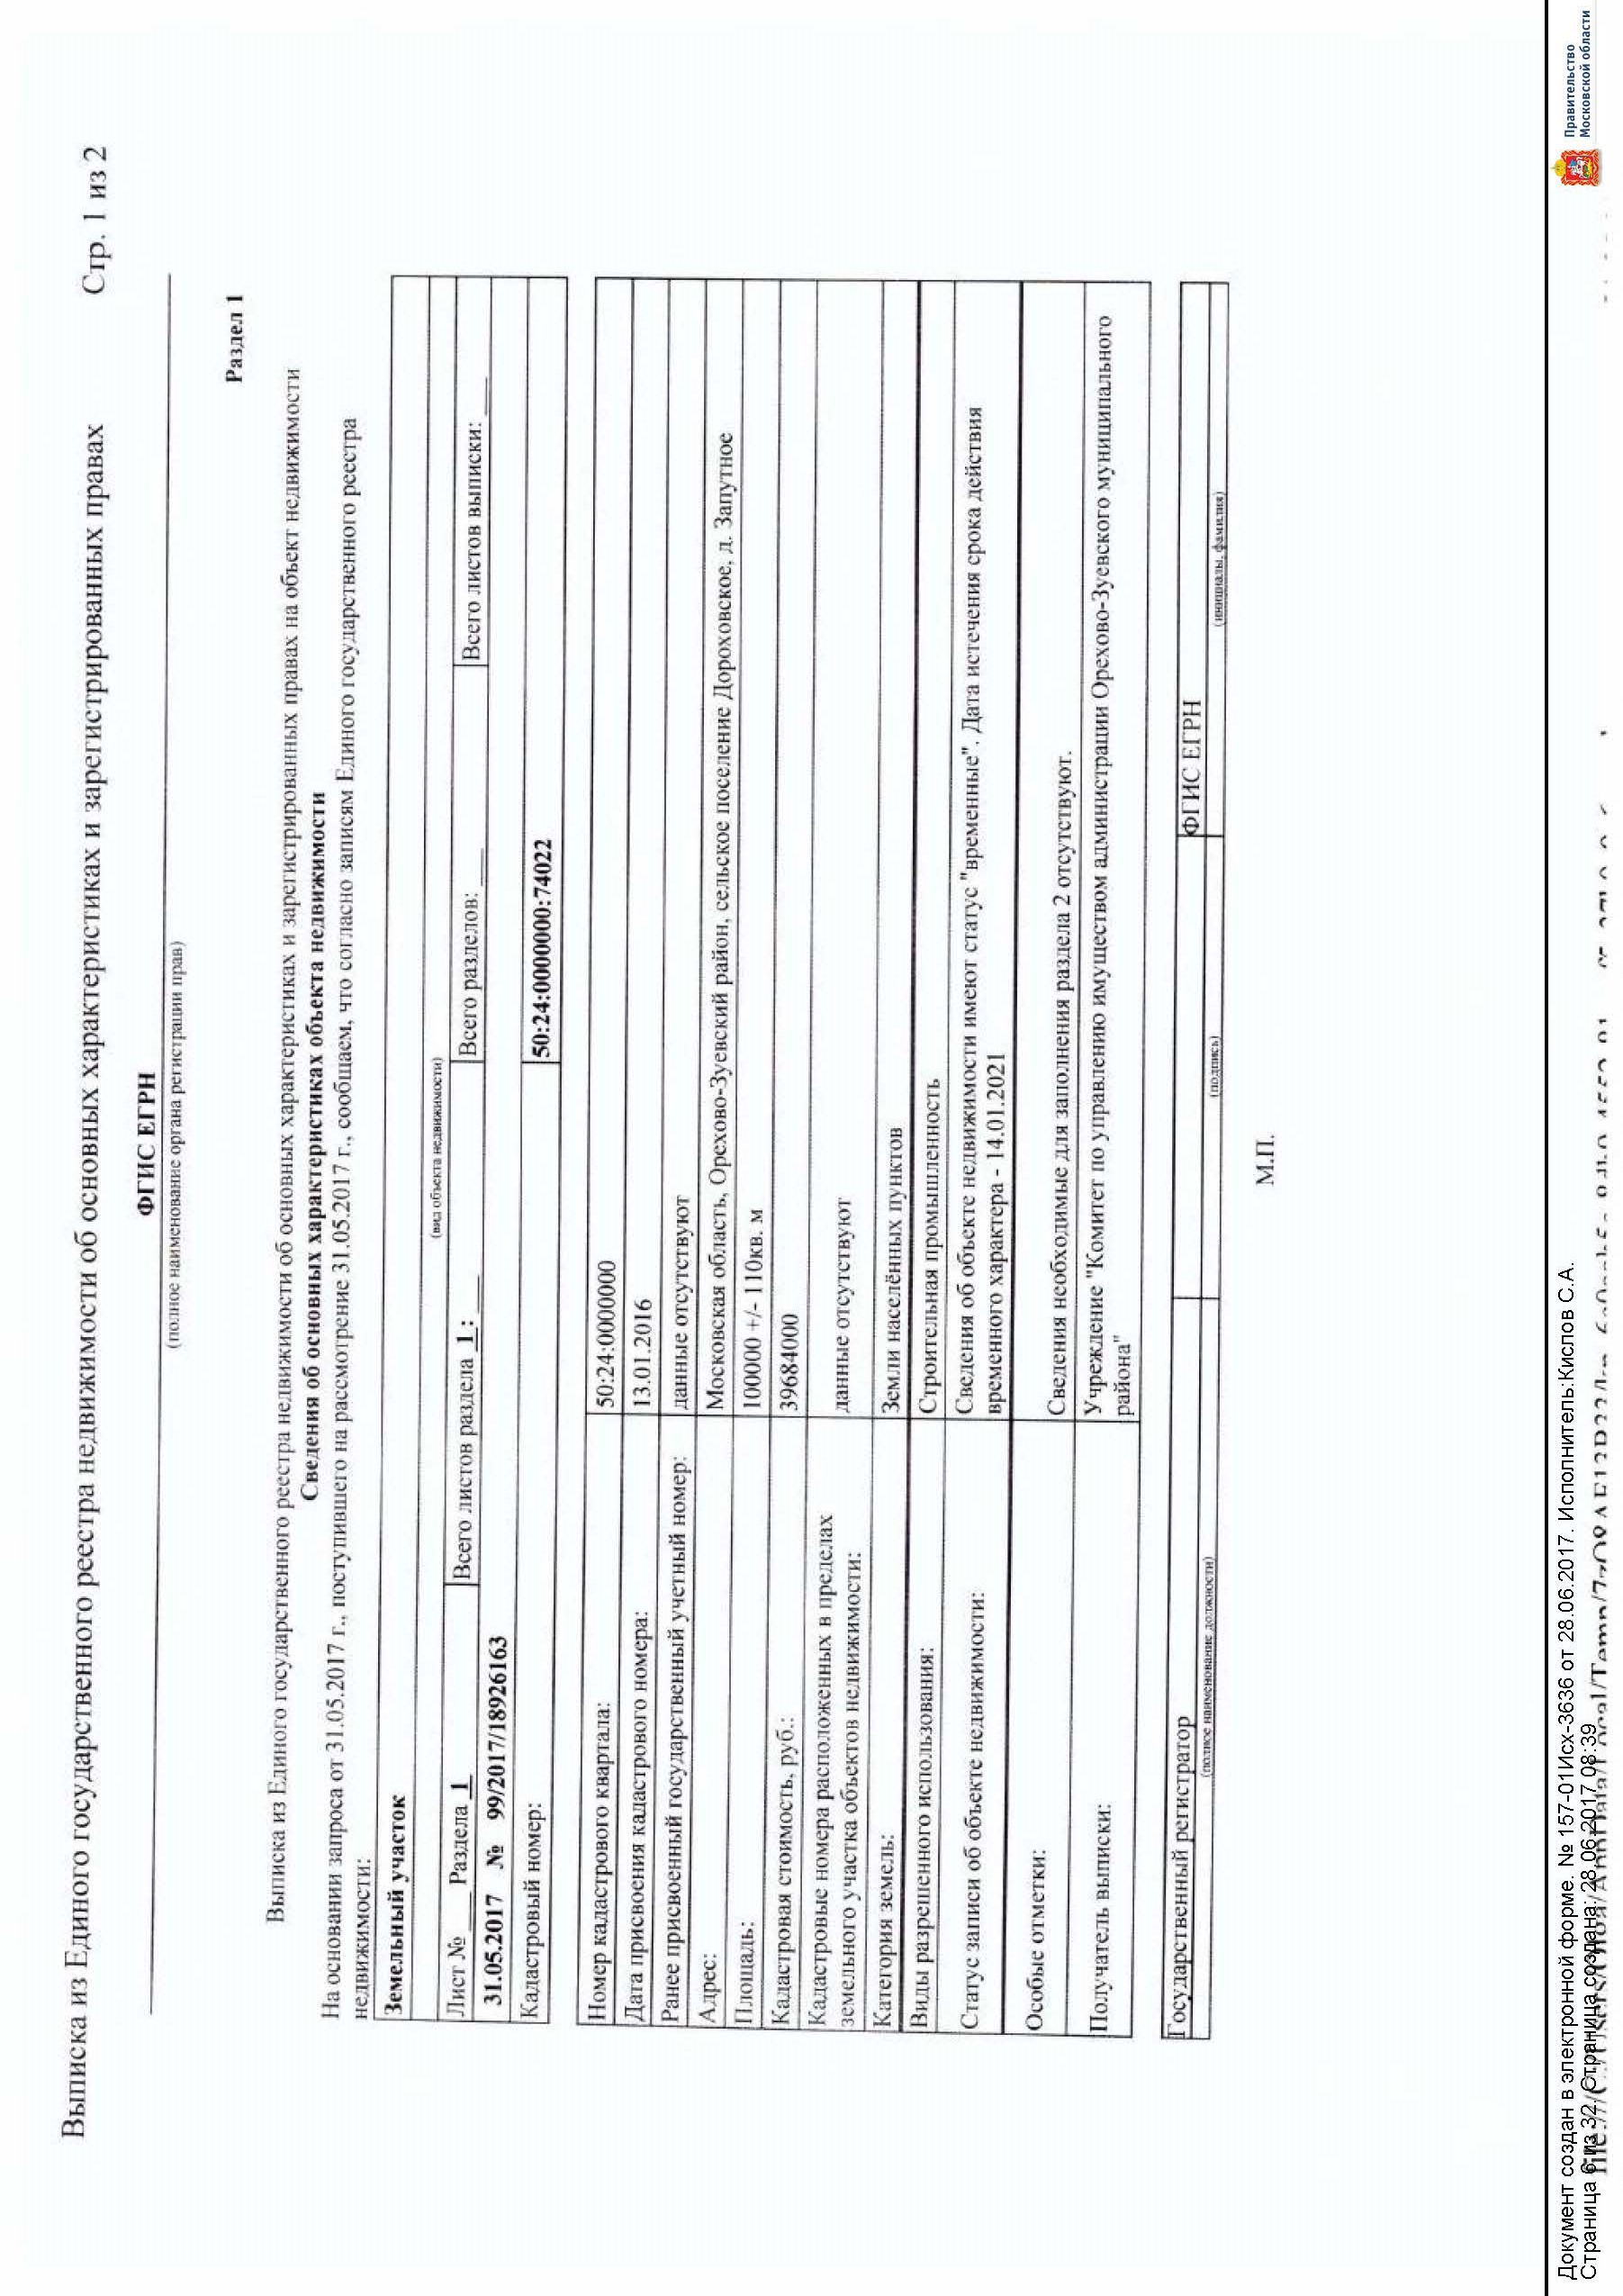 Выписка из Единого государственного реестра недвижимости об основных характеристиках и зарегистрированных правах Стр. 1 из 2
ФГИС ЕГРН
(полное наименование органа регистрации прав)
Раздел 1
Выписка из Единого государственного реестра недвижимости об основных характеристиках и зарегистрированных правах на объект недвижимости
Сведения об основных характеристиках объекта недвижимости
На основании запроса от 31.05.2017 г., поступившего на рассмотрение 31.05.2017 г., сообщаем, что согласно записям Единого государственного реестра
недвижимости:
Земельный участок
(вид объекта недвижимости)
Лист № ___ Раздела 1 Всего листов раздела 1 : ___ Всего разделов: ___ Всего листов выписки: ___
31.05.2017 № 99/2017/18926163
Кадастровый номер: 50:24:0000000:74022
Номер кадастрового квартала: 50:24:0000000
Дата присвоения кадастрового номера: 13.01.2016
Ранее присвоенный государственный учетный номер: данные отсутствуют
Адрес: Московская область, Орехово-Зуевский район, сельское поселение Дороховское, д. Запутное
Площадь: 100000 +/- 110кв. м
Кадастровая стоимость, руб.: 39684000
Кадастровые номера расположенных в пределах
земельного участка объектов недвижимости: данные отсутствуют
Категория земель: Земли населённых пунктов
Виды разрешенного использования: Строительная промышленность
Статус записи об объекте недвижимости: Сведения об объекте недвижимости имеют статус "временные". Дата истечения срока действия
временного характера - 14.01.2021
Особые отметки: Сведения необходимые для заполнения раздела 2 отсутствуют.
Получатель выписки: Учреждение "Комитет по управлению имуществом администрации Орехово-Зуевского муниципального
района"
Государственный регистратор ФГИС ЕГРН
(полное наименование должности) (подпись) (инициалы, фамилия)
М.П.
Документ создан в электронной форме. № 157-01Исх-3636 от 28.06.2017. Исполнитель:Кислов С.А.
Страница 6 из 32. Страница создана: 28.06.2017 08:39
Правительство
Московской области